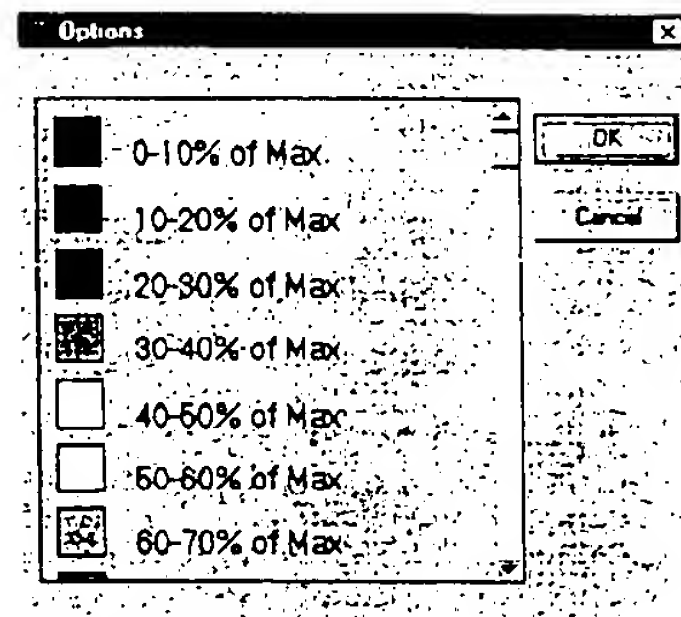 Options
0-10% of Max
OK
10-20% of Max
Cancel
20-30% of Max
30-40% of Max
40-50% of Max
50-60% of Max
60-70% of Max